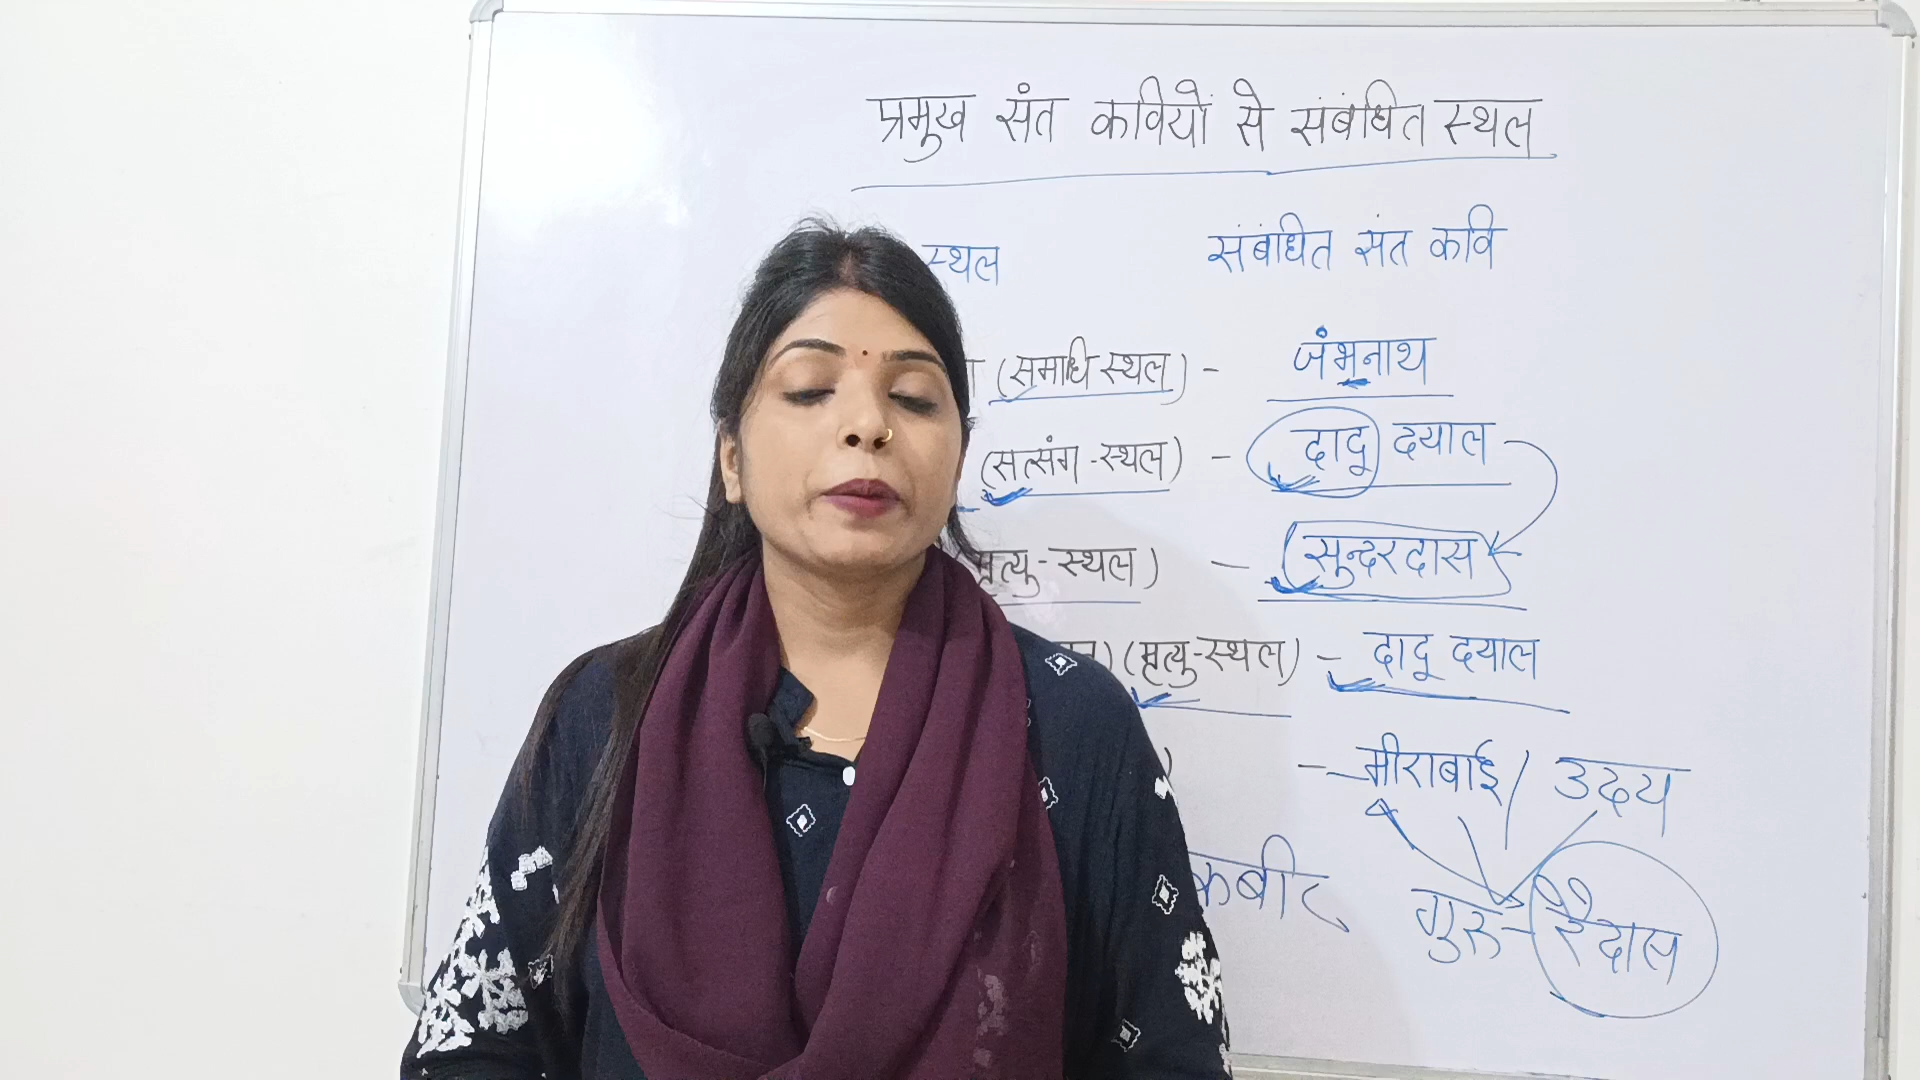 प्रमुख संत कवियों से संबंधित स्थल
स्थल संबंधित संत कवि
(समाधि स्थल) - जंभनाथ
(सत्संग-स्थल) - दादू दयाल
मृत्यु-स्थल) - (सुन्दरदास)
(मृत्यु-स्थल) - दादू दयाल
) - मीराबाई / उदय
कबीर गुरु - रैदास